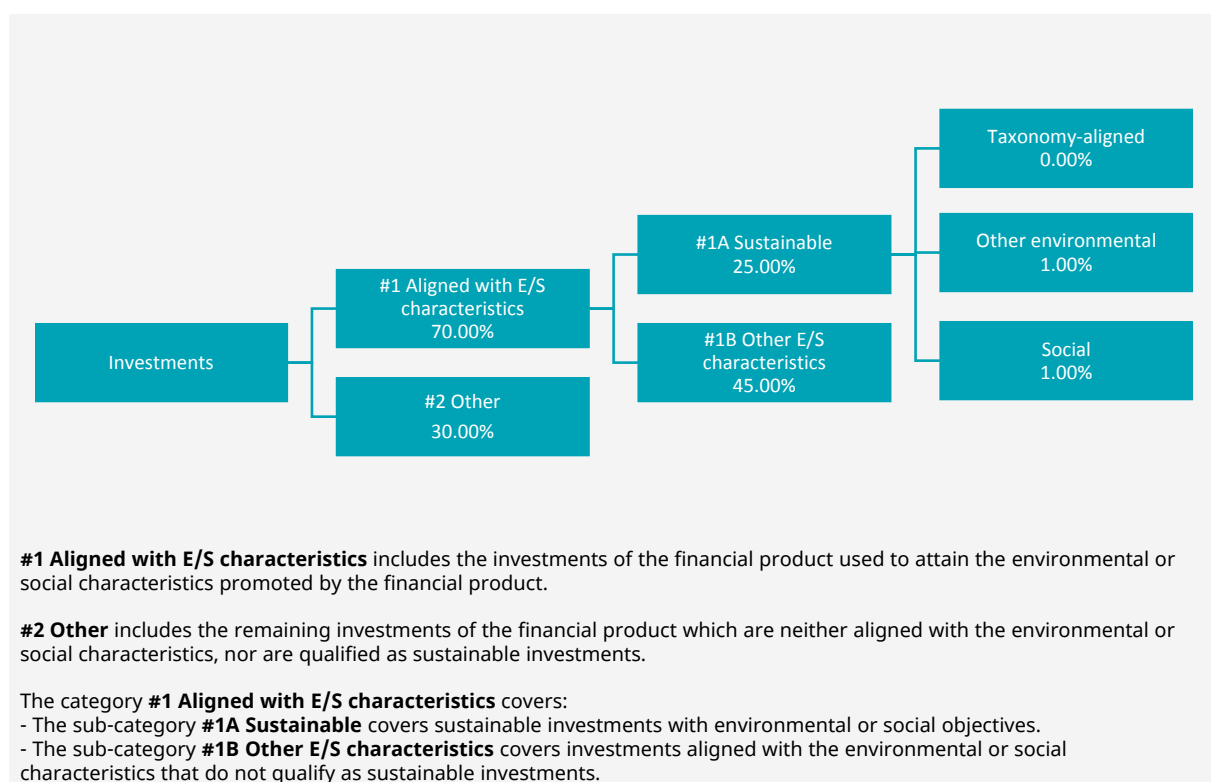 Investments
#1 Aligned with E/S
characteristics
70.00%
#2 Other
30.00%
#1A Sustainable
25.00%
#1B Other E/S
characteristics
45.00%
Taxonomy-aligned
0.00%
Other environmental
1.00%
Social
1.00%
#1 Aligned with E/S characteristics includes the investments of the financial product used to attain the environmental or
social characteristics promoted by the financial product.
#2 Other includes the remaining investments of the financial product which are neither aligned with the environmental or
social characteristics, nor are qualified as sustainable investments.
The category #1 Aligned with E/S characteristics covers:
- The sub-category #1A Sustainable covers sustainable investments with environmental or social objectives.
- The sub-category #1B Other E/S characteristics covers investments aligned with the environmental or social
characteristics that do not qualify as sustainable investments.